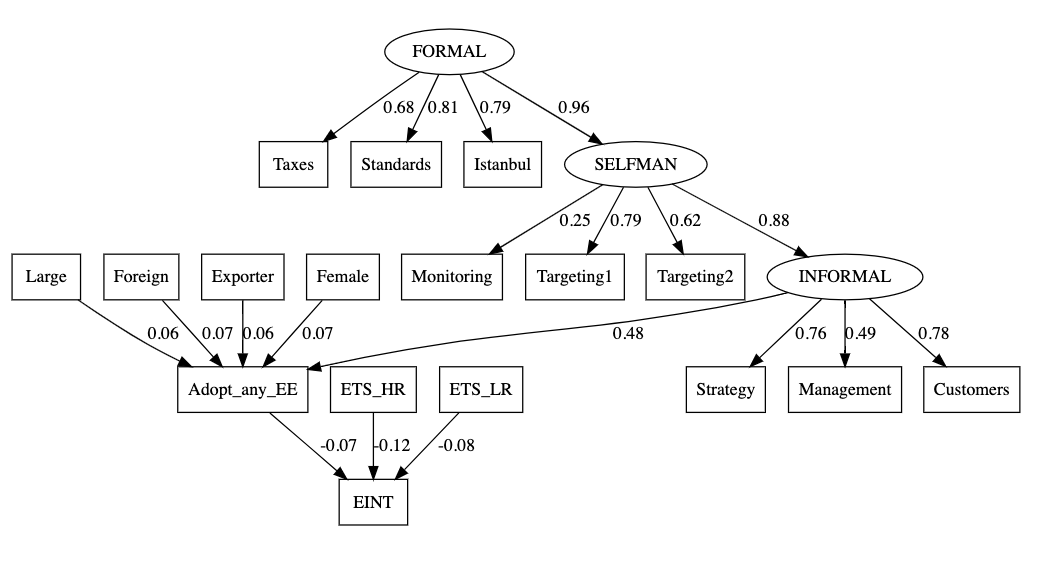 FORMAL
0.68 0.81 0.79 0.96
Taxes Standards Istanbul SELFMAN
0.25 0.79 0.62 0.88
Large Foreign Exporter Female Monitoring Targeting1 Targeting2 INFORMAL
0.06 0.07 0.06 0.07 0.48 0.76 0.49 0.78
Adopt_any_EE ETS_HR ETS_LR Strategy Management Customers
-0.07 -0.12 -0.08
EINT